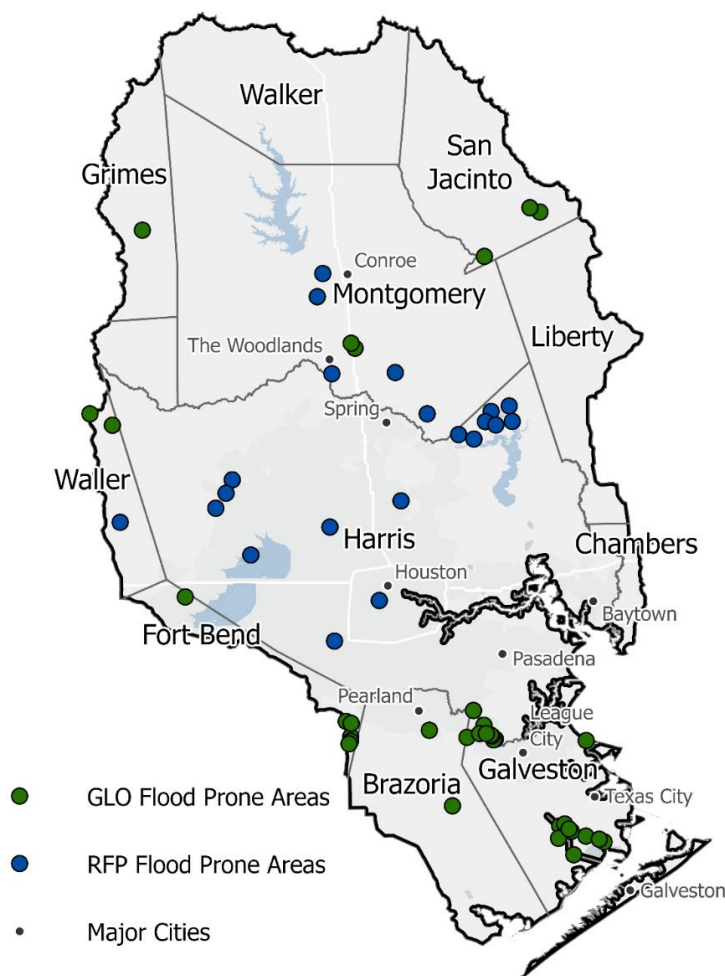 Walker
San
Jacinto
Grimes
Conroe
Montgomery
Liberty
The Woodlands
Spring
Waller
Harris
Chambers
Houston
Baytown
Fort Bend
Pasadena
Pearland
League
City
Galveston
Brazoria
Texas City
GLO Flood Prone Areas
RFP Flood Prone Areas
Galveston
Major Cities